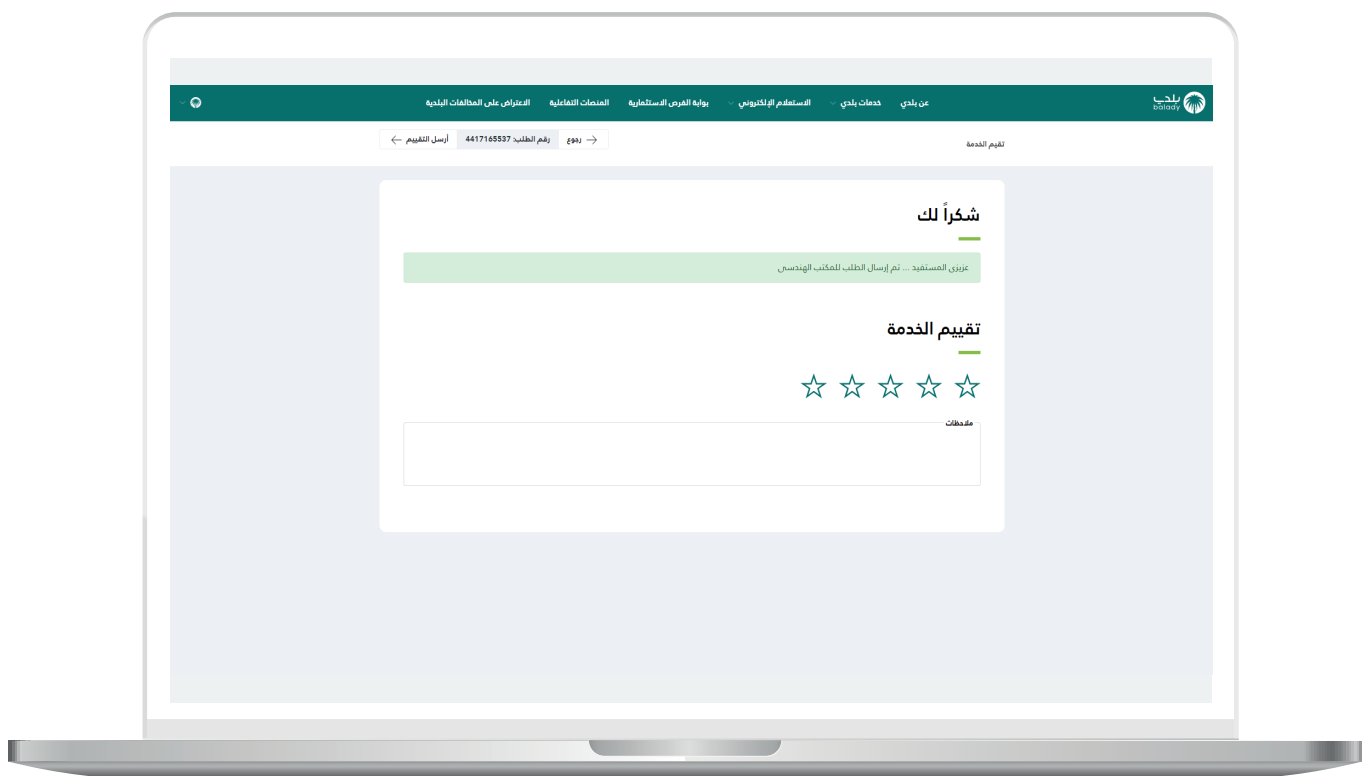 بلدي
balady
عن بلدي خدمات بلدي الاستعلام الإلكتروني بوابة الفرص الاستثمارية المنصات التفاعلية الاعتراض على المخالفات البلدية
تقيم الخدمة
رجوع رقم الطلب: 4417165537 أرسل التقييم
شكراً لك
عزيزي المستفيد ... تم إرسال الطلب للمكتب الهندسي
تقييم الخدمة
ملاحظات